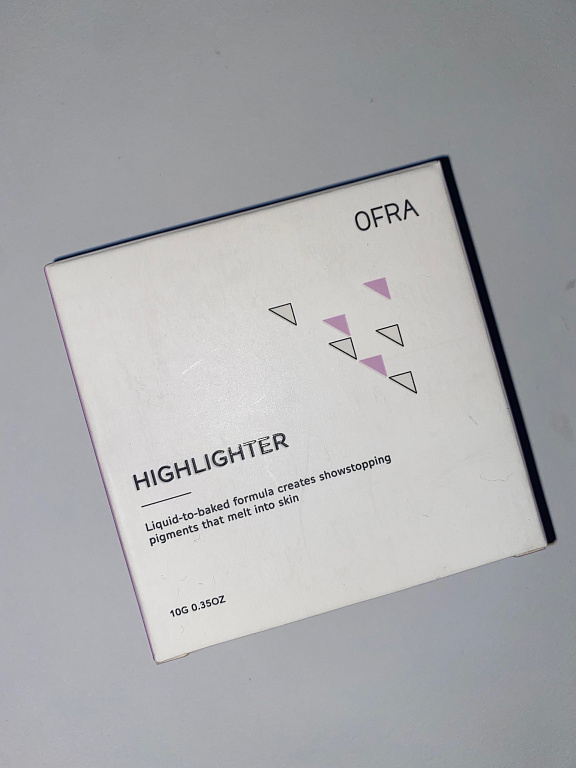 OFRA
HIGHLIGHTER
Liquid-to-baked formula creates showstopping
pigments that melt into skin
10G 0.35OZ